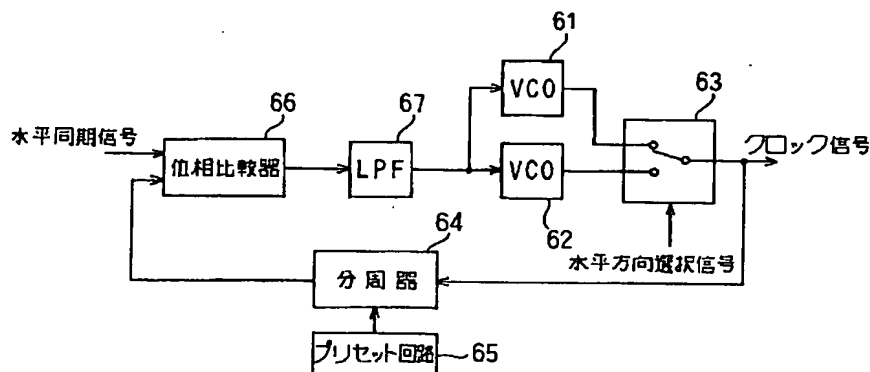 61
VCO
63
66
67
水平同期信号
クロック信号
位相比較器
LPF
VCO
62
64
水平方向選択信号
分周器
プリセット回路
65